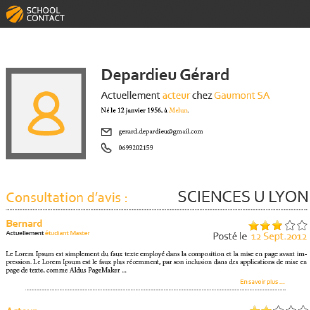 SCHOOL
CONTACT
Depardieu Gérard
Actuellement acteur chez Gaumont SA
Né le 12 janvier 1956, à Melun.
gerard.depardieu@gmail.com
0699202159
Consultation d'avis :
SCIENCES U LYON
Bernard
Actuellement étudiant Master
Posté le 12 Sept.2012
Le Lorem Ipsum est simplement du faux texte employé dans la composition et la mise en page avant im-
pression. Le Lorem Ipsum est le faux plus récemment, par son inclusion dans des applications de mise en
page de texte, comme Aldus PageMaker ...
En savoir plus ...